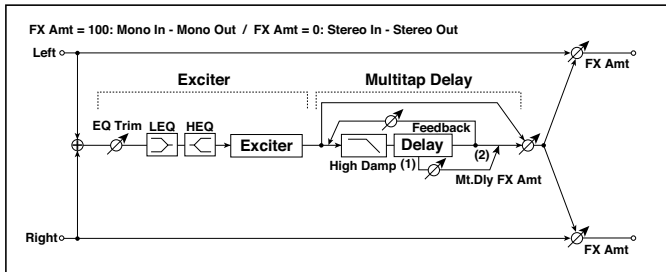 FX Amt = 100: Mono In - Mono Out / FX Amt = 0: Stereo In - Stereo Out
Left
FX Amt
Exciter
Multitap Delay
EQ Trim
LEQ
HEQ
Exciter
Feedback
High Damp
Delay
(1)
(2)
Mt.Dly FX Amt
Right
FX Amt